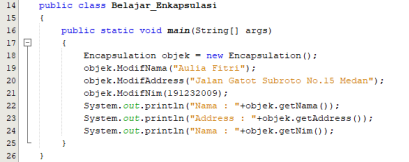 14 public class Belajar_Enkapsulasi
15 {
16 public static void main(String[] args)
17 {
18 Encapsulation objek = new Encapsulation();
19 objek.ModifNama("Aulia Fitri");
20 objek.ModifAddress("Jalan Gatot Subroto No.15 Medan");
21 objek.ModifNim(191232009);
22 System.out.println("Nama : "+objek.getNama());
23 System.out.println("Address : "+objek.getAddress());
24 System.out.println("Nama : "+objek.getNim());
25 }
26 }